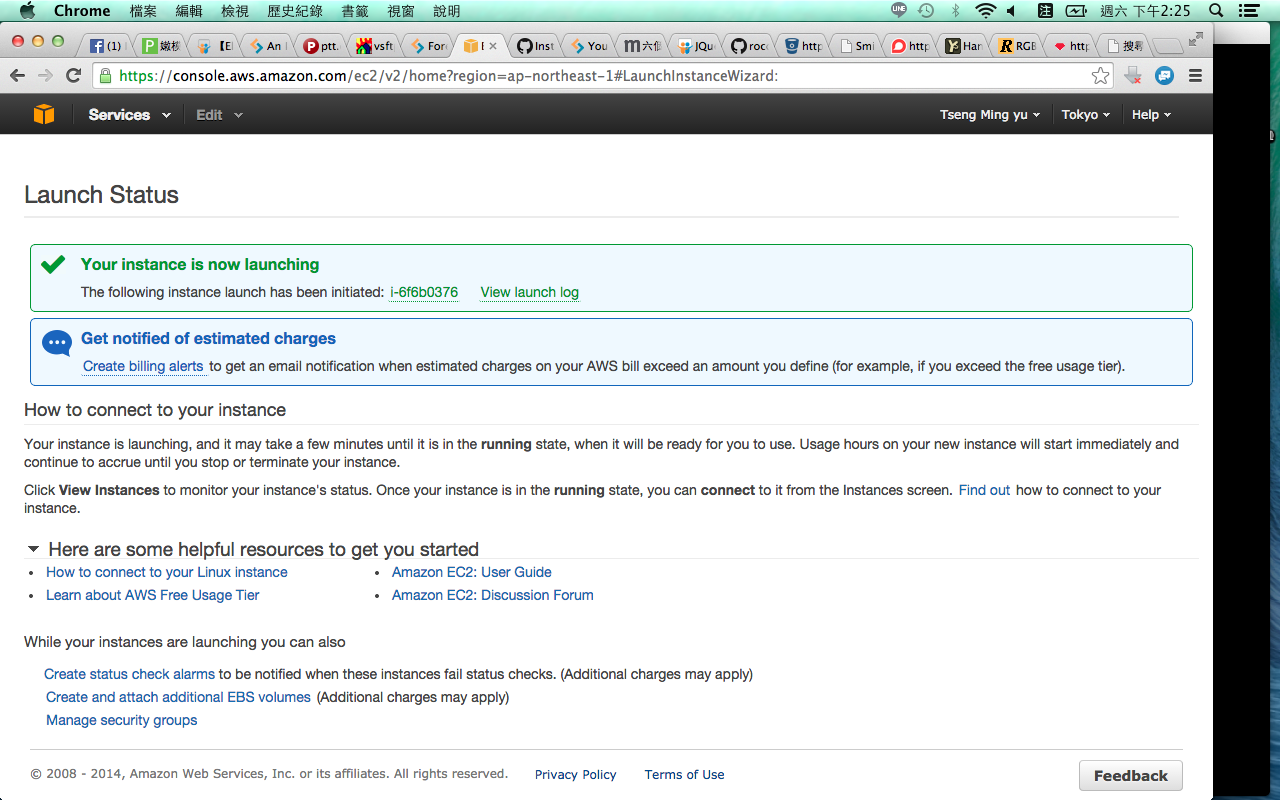 Chrome 檔案 編輯 檢視 歷史紀錄 書籤 視窗 說明 LINE 注 週六 下午2:25
(1) 嫩椒 【El An ptt. vsft For E Inst You 六個 JQu roc http Smi http Har RGB http 搜尋
https://console.aws.amazon.com/ec2/v2/home?region=ap-northeast-1#LaunchInstanceWizard:
Services Edit Tseng Ming yu Tokyo Help
Launch Status
Your instance is now launching
The following instance launch has been initiated: i-6f6b0376 View launch log
Get notified of estimated charges
Create billing alerts to get an email notification when estimated charges on your AWS bill exceed an amount you define (for example, if you exceed the free usage tier).
How to connect to your instance
Your instance is launching, and it may take a few minutes until it is in the running state, when it will be ready for you to use. Usage hours on your new instance will start immediately and
continue to accrue until you stop or terminate your instance.
Click View Instances to monitor your instance's status. Once your instance is in the running state, you can connect to it from the Instances screen. Find out how to connect to your
instance.
Here are some helpful resources to get you started
• How to connect to your Linux instance • Amazon EC2: User Guide
• Learn about AWS Free Usage Tier • Amazon EC2: Discussion Forum
While your instances are launching you can also
Create status check alarms to be notified when these instances fail status checks. (Additional charges may apply)
Create and attach additional EBS volumes (Additional charges may apply)
Manage security groups
© 2008 - 2014, Amazon Web Services, Inc. or its affiliates. All rights reserved. Privacy Policy Terms of Use Feedback